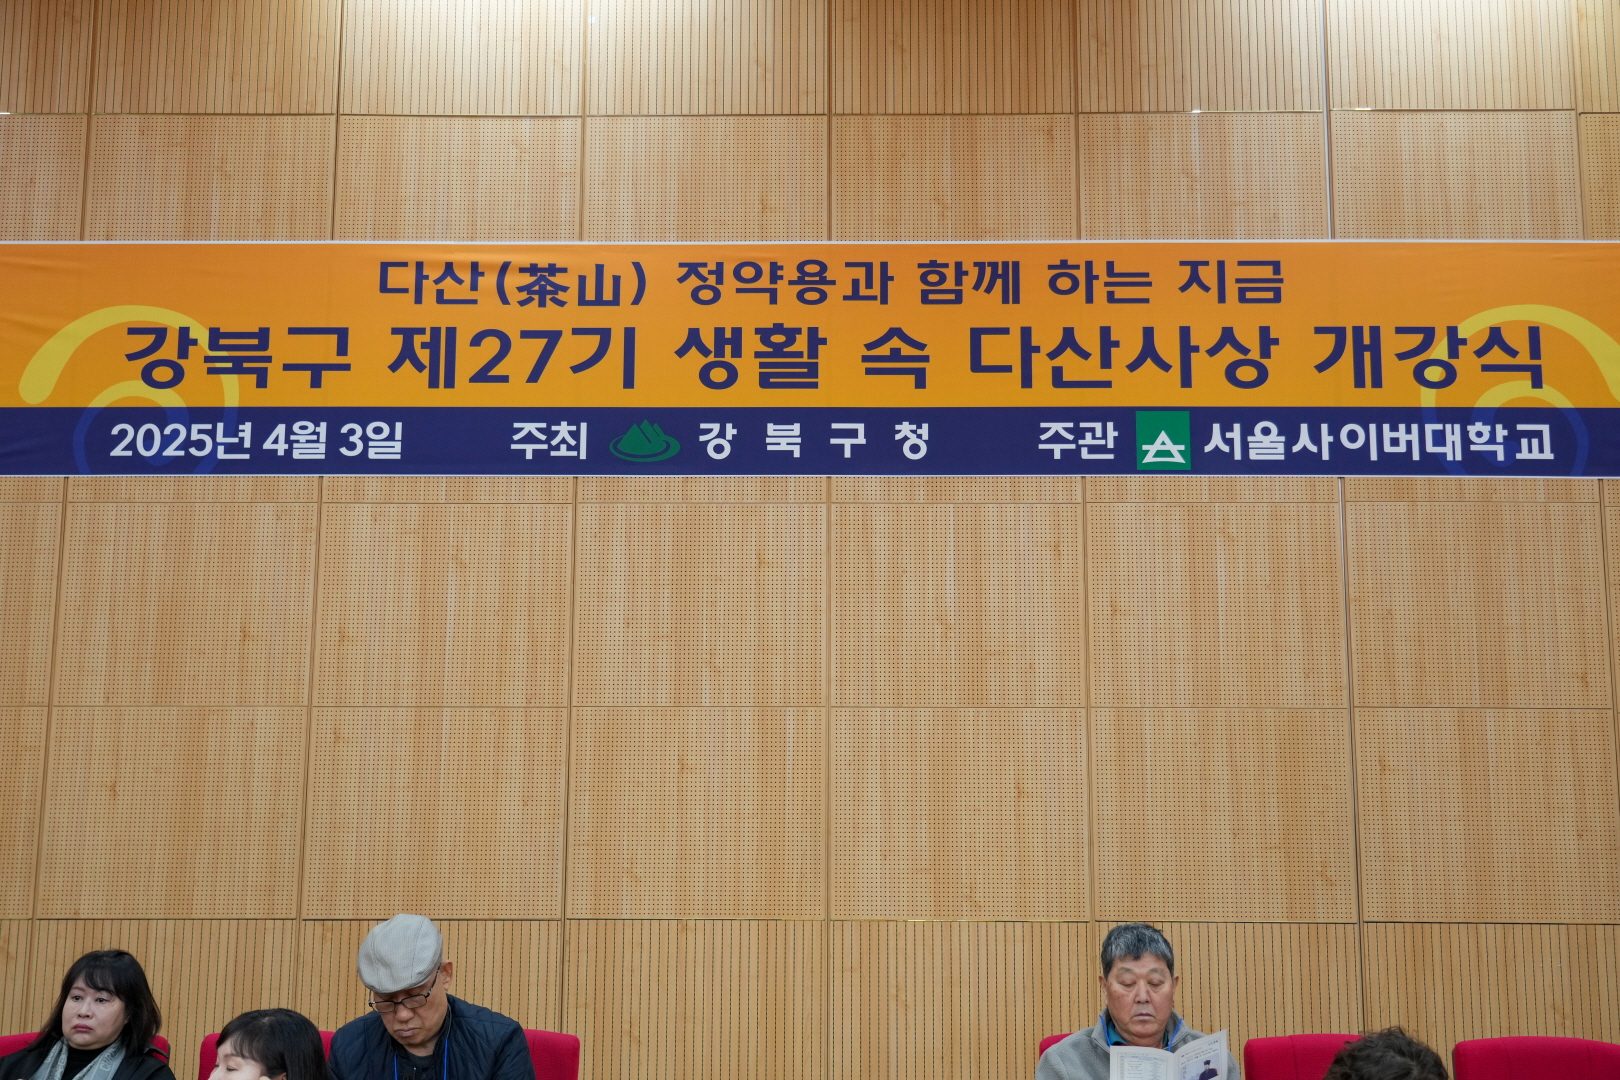 다산(茶山) 정약용과 함께 하는 지금
강북구 제27기 생활 속 다산사상 개강식
2025년 4월 3일 주최 강북구청 주관 서울사이버대학교